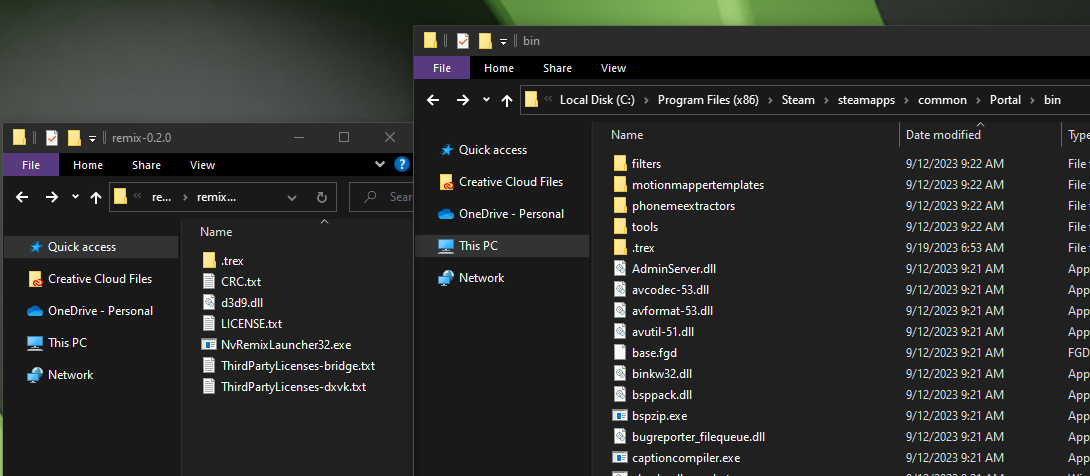 remix-0.2.0
File Home Share View
re... remix... Sear
Name
Quick access
Creative Cloud Files
OneDrive - Personal
This PC
Network
.trex
CRC.txt
d3d9.dll
LICENSE.txt
NvRemixLauncher32.exe
ThirdPartyLicenses-bridge.txt
ThirdPartyLicenses-dxvk.txt
bin
File Home Share View
Local Disk (C:) Program Files (x86) Steam steamapps common Portal bin
Quick access
Creative Cloud Files
OneDrive - Personal
This PC
Network
Name Date modified Type
filters 9/12/2023 9:22 AM File
motionmappertemplates 9/12/2023 9:22 AM File
phonemeextractors 9/12/2023 9:22 AM File
tools 9/12/2023 9:22 AM File
.trex 9/19/2023 6:53 AM File
AdminServer.dll 9/12/2023 9:21 AM App
avcodec-53.dll 9/12/2023 9:21 AM App
avformat-53.dll 9/12/2023 9:21 AM App
avutil-51.dll 9/12/2023 9:21 AM App
base.fgd 9/12/2023 9:21 AM FGD
binkw32.dll 9/12/2023 9:21 AM App
bsppack.dll 9/12/2023 9:21 AM App
bspzip.exe 9/12/2023 9:21 AM App
bugreporter_filequeue.dll 9/12/2023 9:21 AM App
captioncompiler.exe 9/12/2023 9:21 AM App